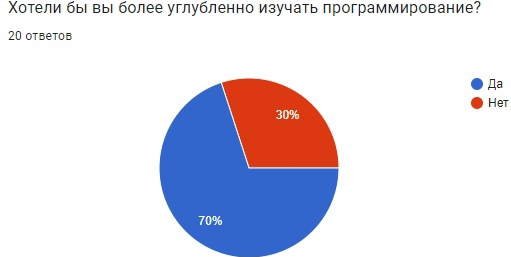 Хотели бы вы более углубленно изучать программирование?
20 ответов
Да
Нет
30%
70%